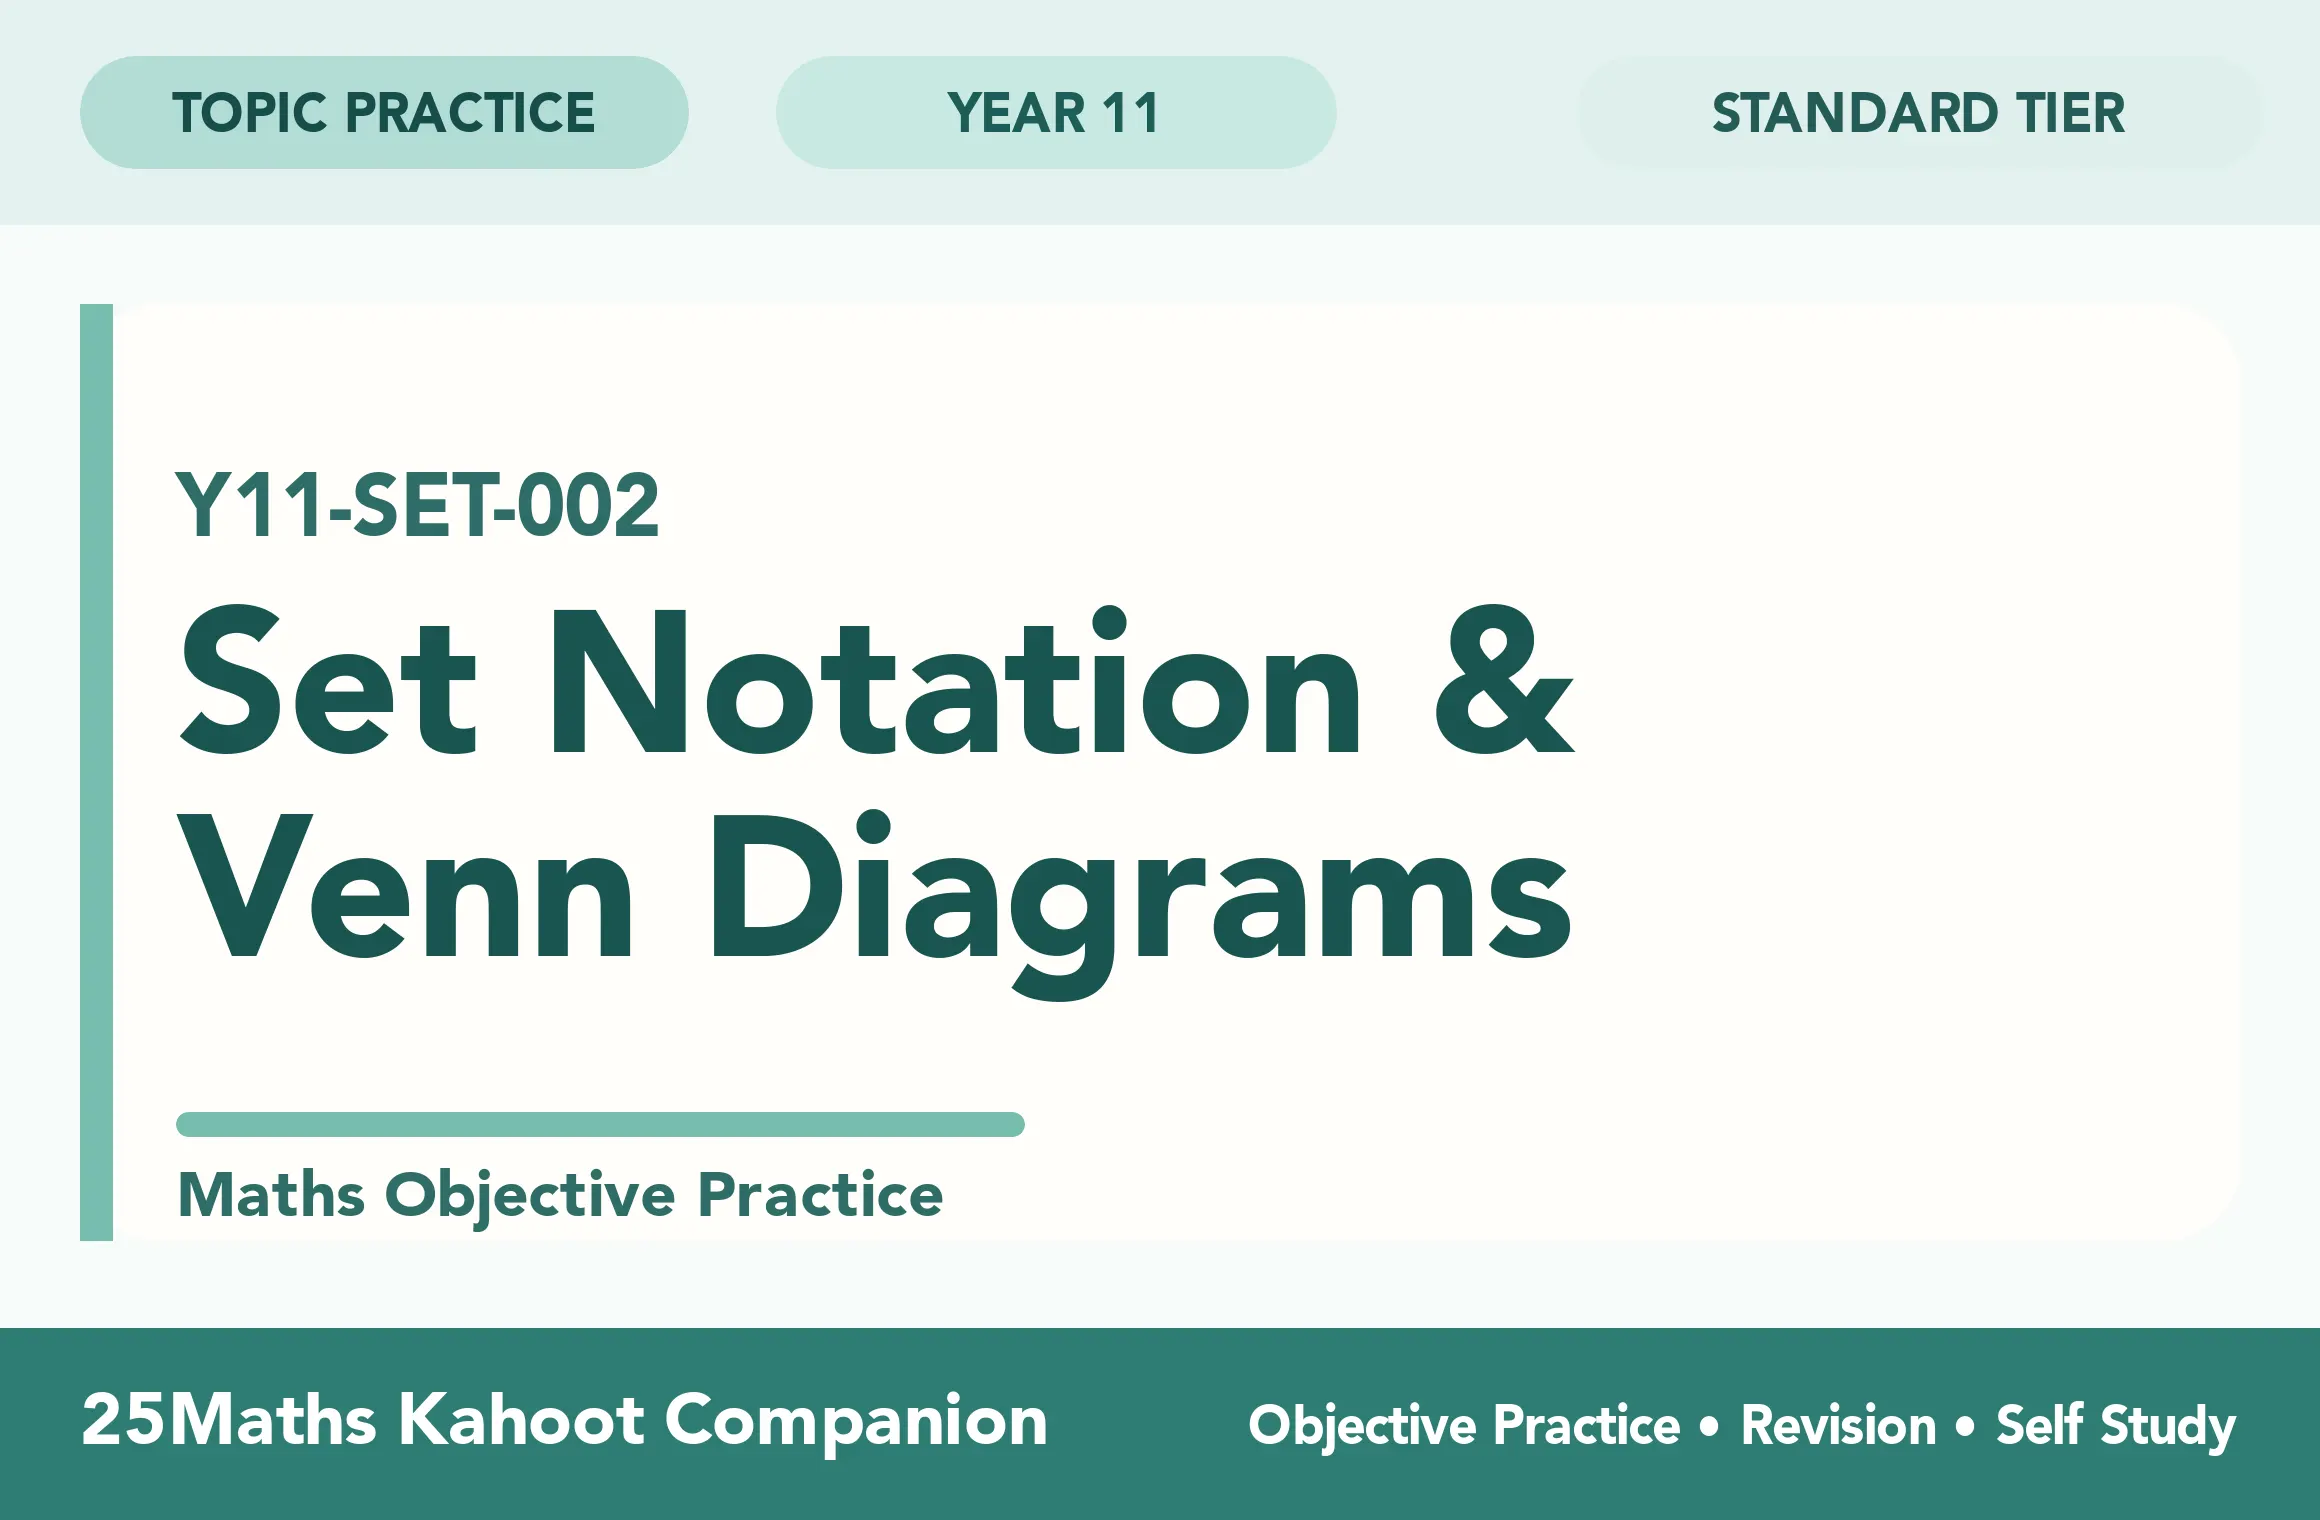 TOPIC PRACTICE
YEAR 11
STANDARD TIER
Y11-SET-002
Set Notation &
Venn Diagrams
Maths Objective Practice
25Maths Kahoot Companion
Objective Practice • Revision • Self Study